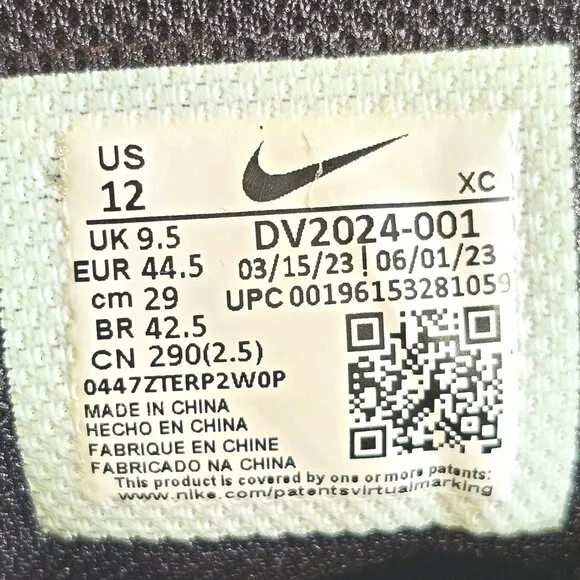 US
12
XC
UK 9.5
DV2024-001
EUR 44.5
03/15/23 | 06/01/23
cm 29
UPC 00196153281059
BR 42.5
CN 290(2.5)
0447ZTERP2W0P
MADE IN CHINA
HECHO EN CHINA
FABRIQUE EN CHINE
FABRICADO NA CHINA
This product is covered by one or more patents:
www.nike.com/patentsvirtualmarking